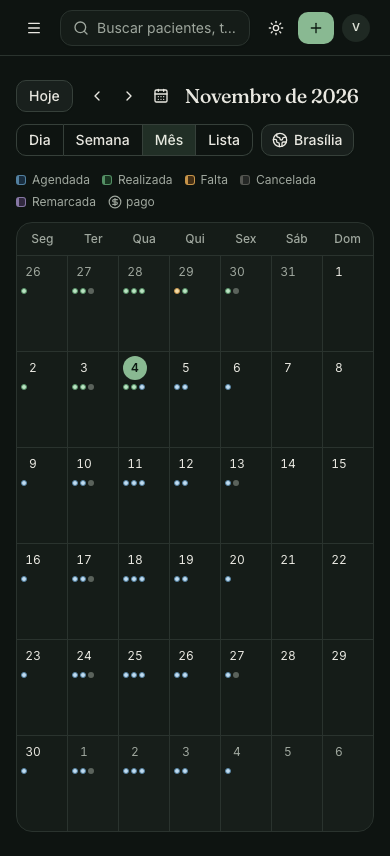 Buscar pacientes, t...
V
Hoje
Novembro de 2026
Dia Semana Mês Lista Brasília
Agendada Realizada Falta Cancelada
Remarcada pago
Seg Ter Qua Qui Sex Sáb Dom
26 27 28 29 30 31 1
2 3 4 5 6 7 8
9 10 11 12 13 14 15
16 17 18 19 20 21 22
23 24 25 26 27 28 29
30 1 2 3 4 5 6